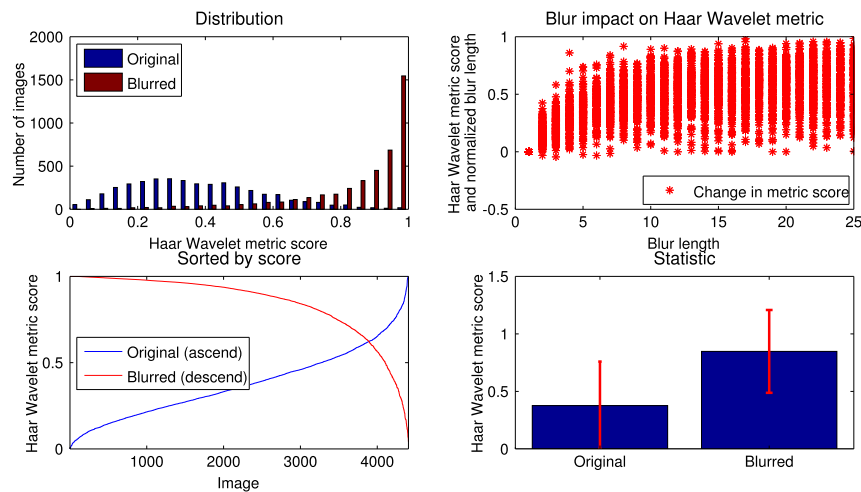 Distribution
2000
1500
1000
500
0
Number of images
Original
Blurred
0
0.2
0.4
0.6
0.8
1
Haar Wavelet metric score
Blur impact on Haar Wavelet metric
1
0.5
0
-0.5
Haar Wavelet metric score
and normalized blur length
Change in metric score
0
5
10
15
20
25
Blur length
Sorted by score
1
0.5
0
Haar Wavelet metric score
Original (ascend)
Blurred (descend)
1000
2000
3000
4000
Image
Statistic
1.5
1
0.5
0
Haar Wavelet metric score
Original
Blurred